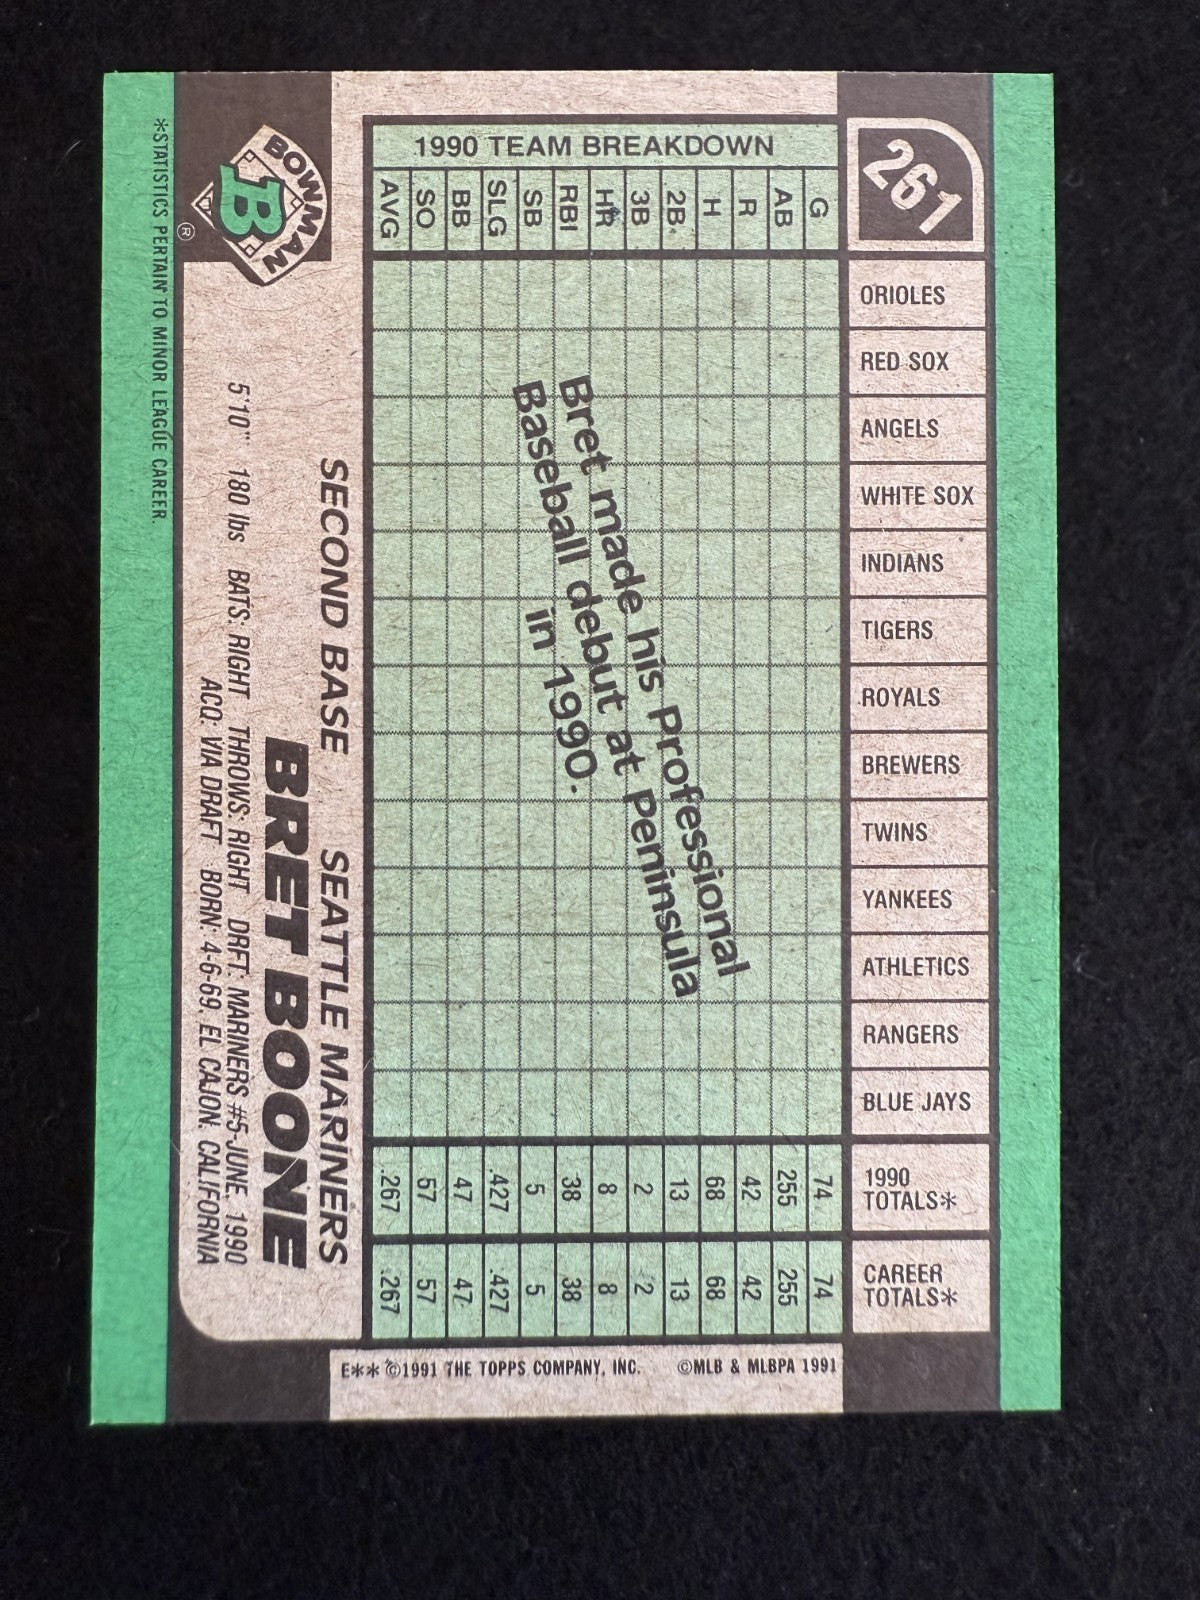 261
BOWMAN
B
®
BRET BOONE
SECOND BASE SEATTLE MARINERS
5'10" 180 lbs BATS: RIGHT THROWS: RIGHT DRFT. MARINERS #5-JUNE, 1990
ACQ: VIA DRAFT BORN: 4-6-69, EL CAJON, CALIFORNIA
*STATISTICS PERTAIN TO MINOR LEAGUE CAREER.
1990 TEAM BREAKDOWN
G AB R H 2B 3B HR RBI SB SLG BB SO AVG
ORIOLES
RED SOX
ANGELS
WHITE SOX
INDIANS
TIGERS
ROYALS
BREWERS
TWINS
YANKEES
ATHLETICS
RANGERS
BLUE JAYS
Bret made his Professional
Baseball debut at Peninsula
in 1990.
1990
TOTALS*
74 255 42 68 13 2 8 38 5 .427 47 57 .267
CAREER
TOTALS*
74 255 42 68 13 2 8 38 5 .427 47 57 .267
E** ©1991 THE TOPPS COMPANY, INC. ©MLB & MLBPA 1991